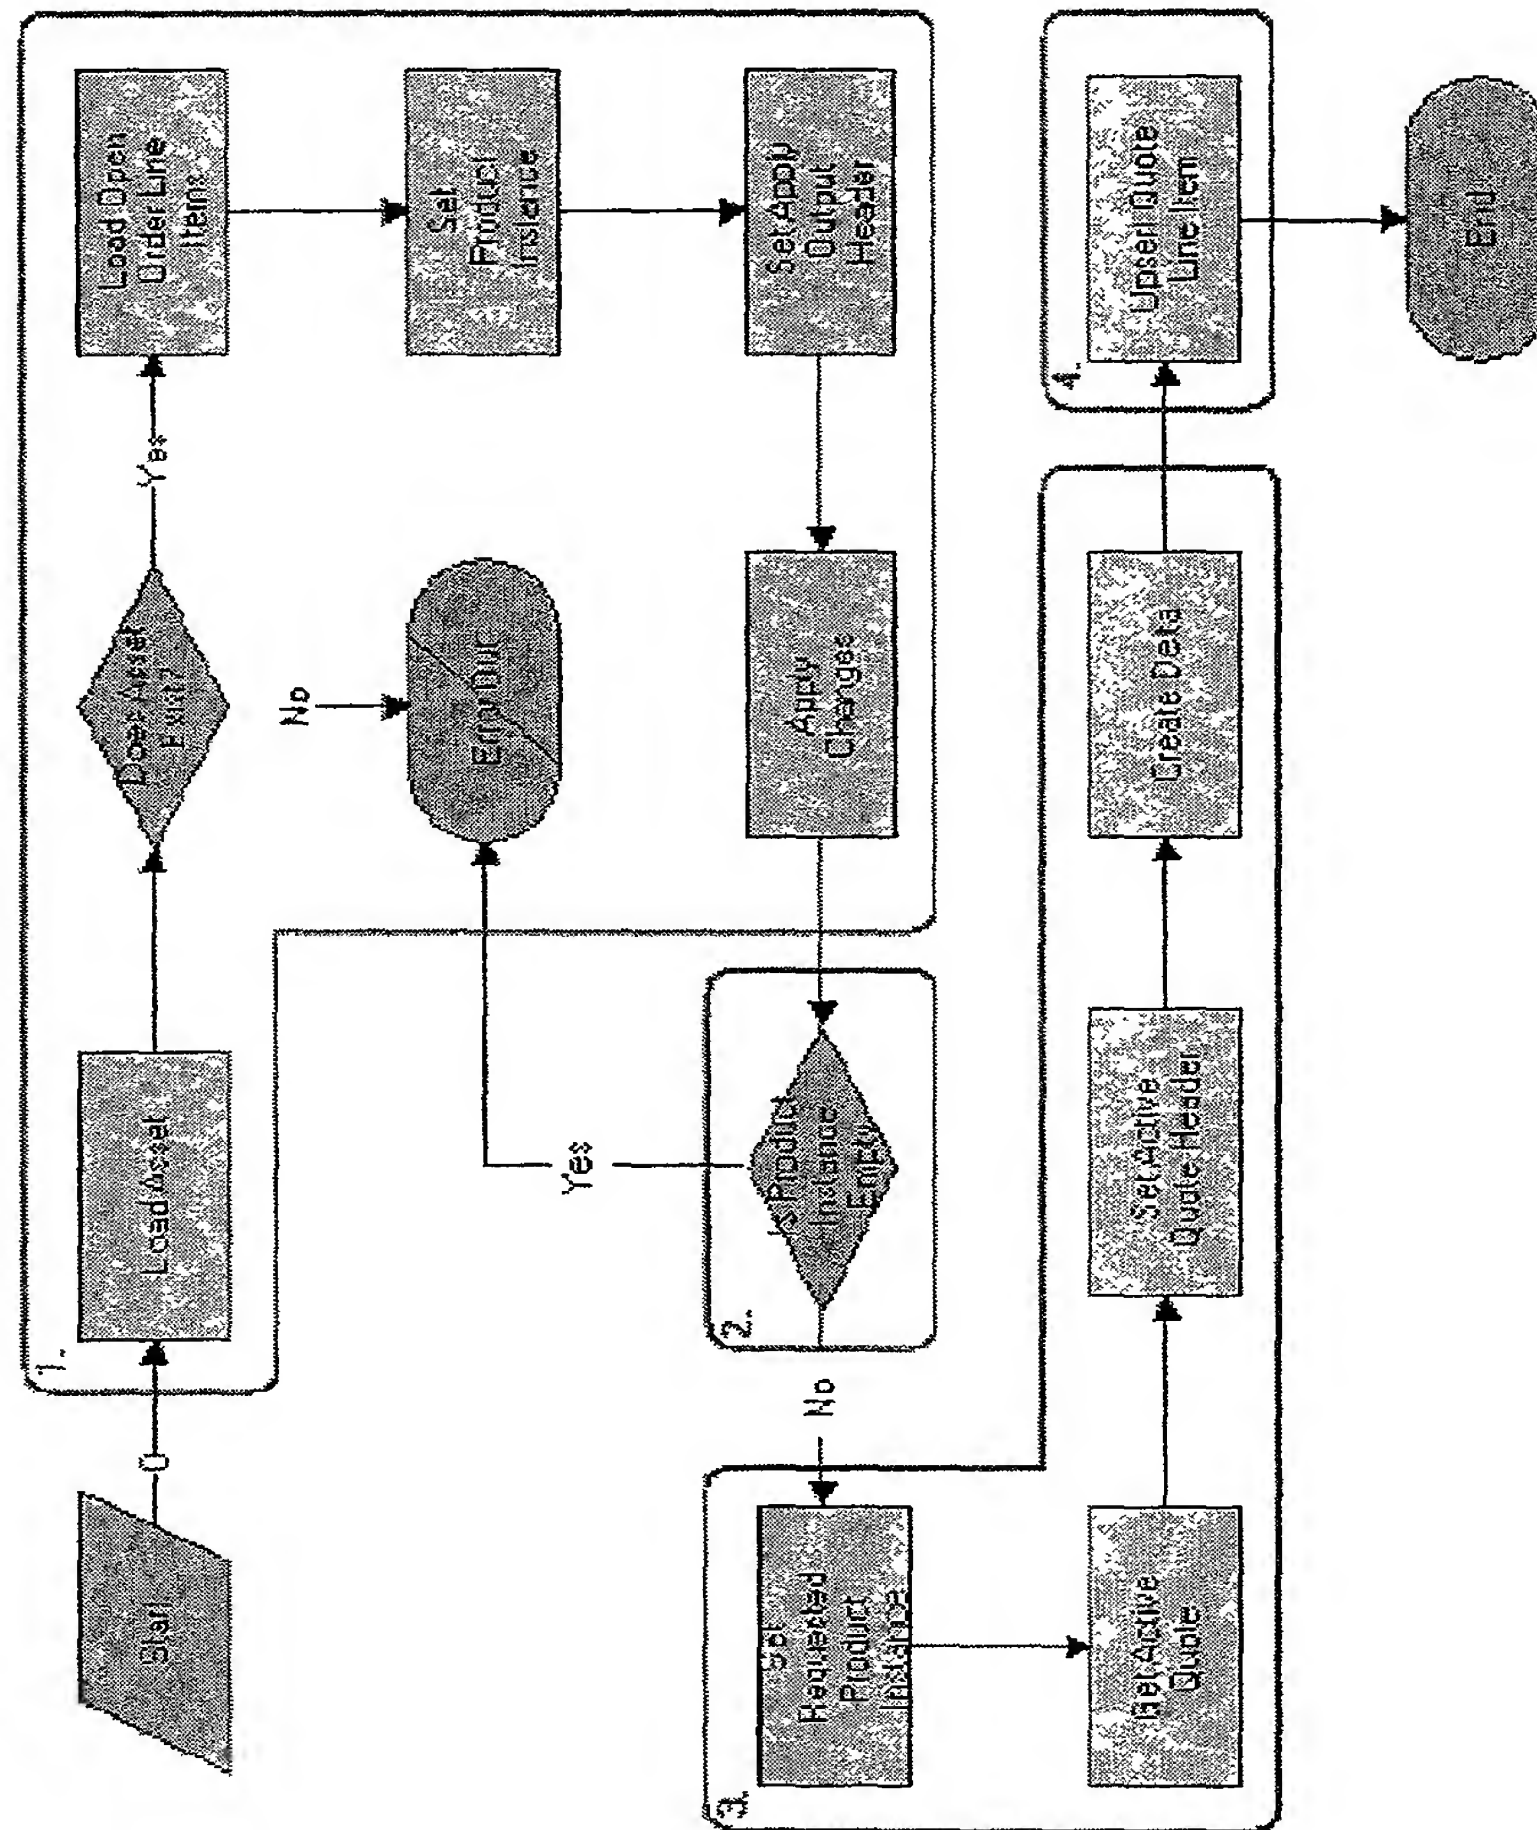 Start
0
1.
Load Asset
Does Asset
Exist?
Yes
No
Load Open
Order Line
Items
Set
Product
Instance
Set Apply
Output
Header
Apply
Changes
2.
Is Product
Instance
Empty
Yes
No
3.
Set
Requested
Product
Instance
Get Active
Quote
Set Active
Quote Header
Create Delta
4.
Upsert Quote
Line Item
End